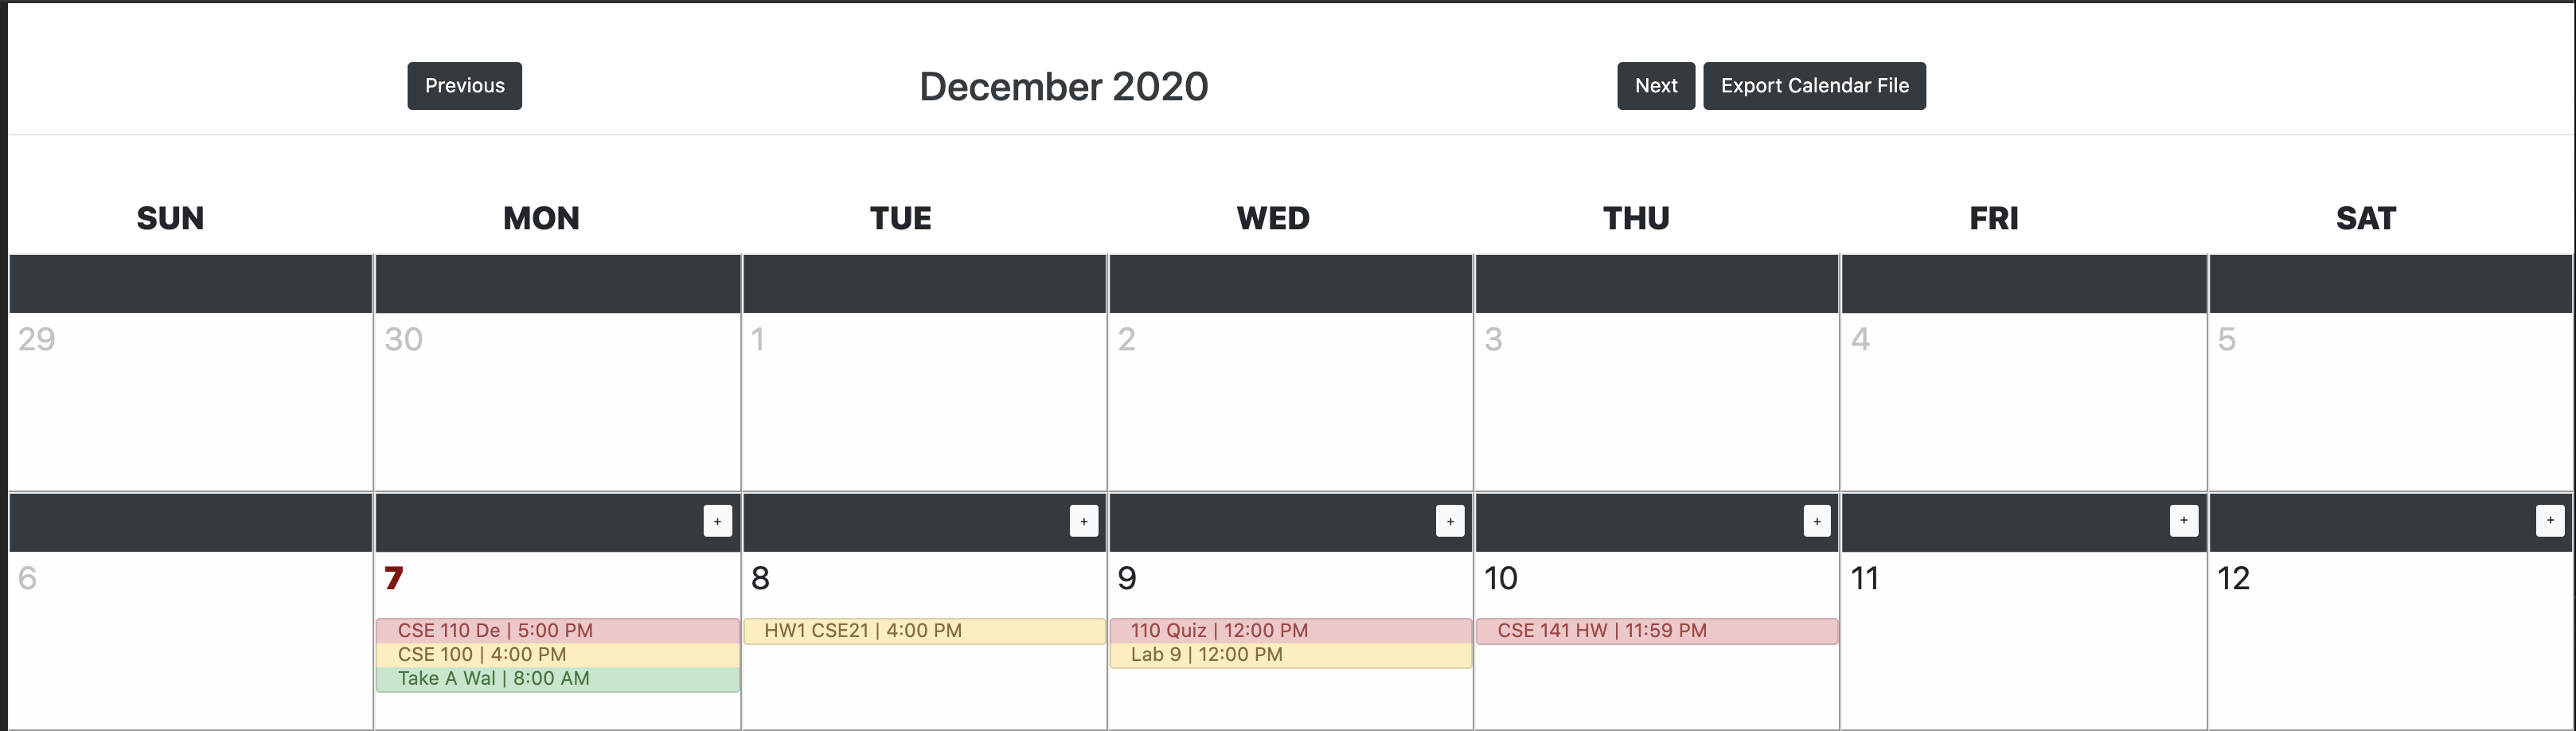 Previous
December 2020
Next
Export Calendar File
SUN MON TUE WED THU FRI SAT
29 30 1 2 3 4 5
+ + + + + +
6 7 8 9 10 11 12
CSE 110 De | 5:00 PM
CSE 100 | 4:00 PM
Take A Wal | 8:00 AM
HW1 CSE21 | 4:00 PM
110 Quiz | 12:00 PM
Lab 9 | 12:00 PM
CSE 141 HW | 11:59 PM